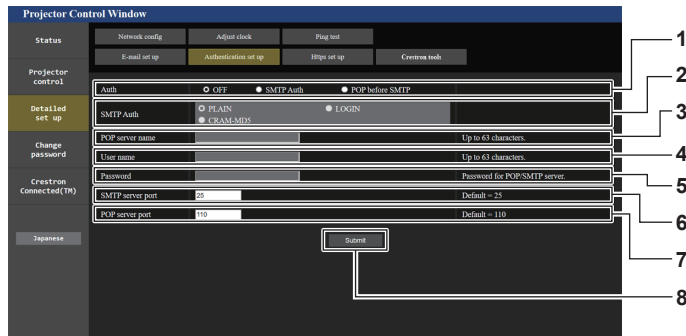 Projector Control Window
Status
Network config
Adjust clock
Ping test
E-mail set up
Authentication set up
Https set up
Crestron tools
Projector
control
Detailed
set up
Change
password
Crestron
Connected(TM)
Japanese
Auth
OFF
SMTP Auth
POP before SMTP
1
SMTP Auth
PLAIN
LOGIN
CRAM-MD5
2
POP server name
Up to 63 characters.
3
User name
Up to 63 characters.
4
Password
Password for POP/SMTP server.
5
SMTP server port
25
Default = 25
6
POP server port
110
Default = 110
7
Submit
8